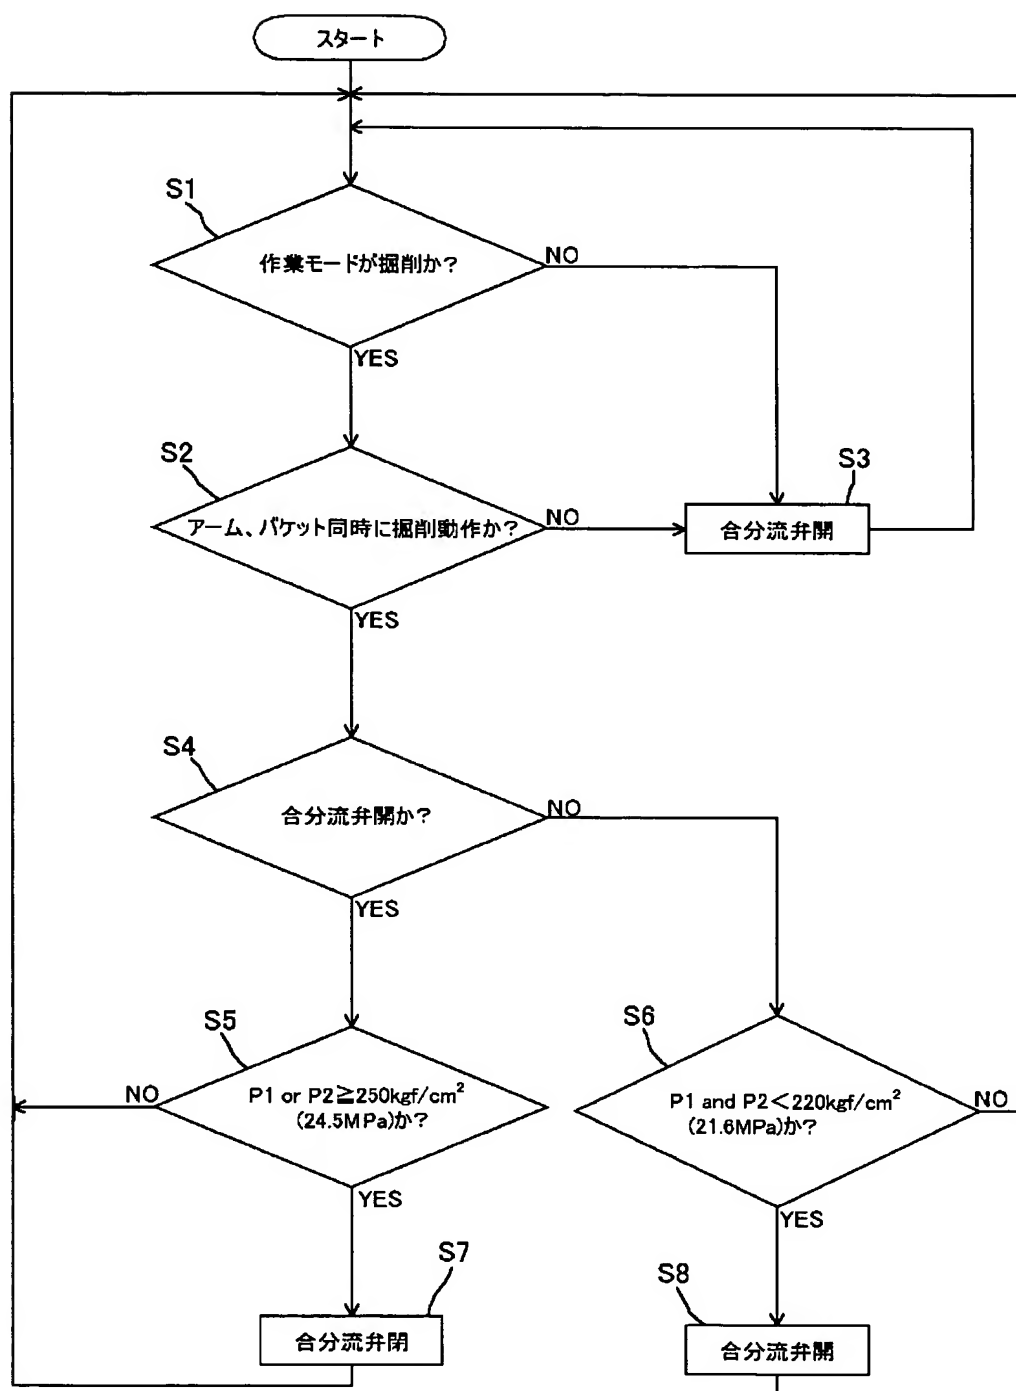 スタート
S1
作業モードが掘削か?
NO
YES
S2
アーム、バケット同時に掘削動作か?
NO
S3
合分流弁開
YES
S4
合分流弁開か?
NO
YES
S5
P1 or P2≧250kgf/cm²
(24.5MPa)か?
NO
YES
S6
P1 and P2<220kgf/cm²
(21.6MPa)か?
NO
YES
S7
合分流弁閉
S8
合分流弁開